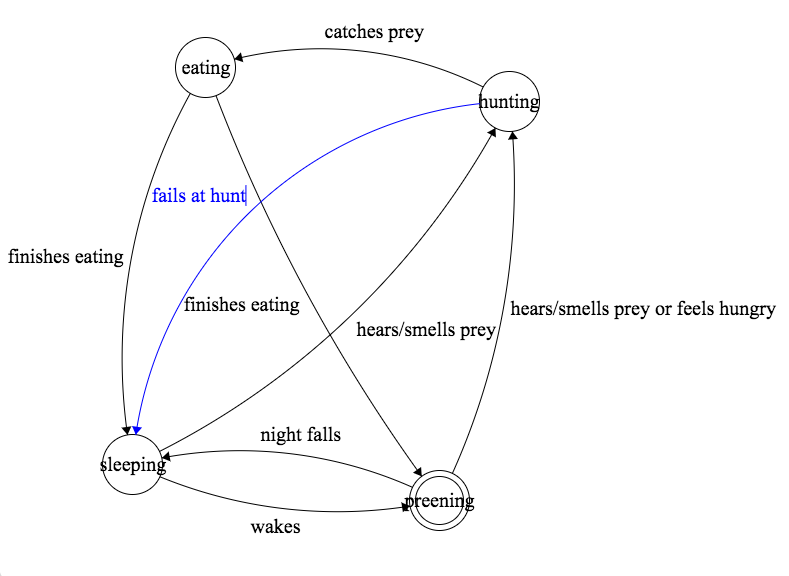 catches prey
eating
hunting
fails at hunt
finishes eating
finishes eating
hears/smells prey or feels hungry
hears/smells prey
night falls
sleeping
preening
wakes